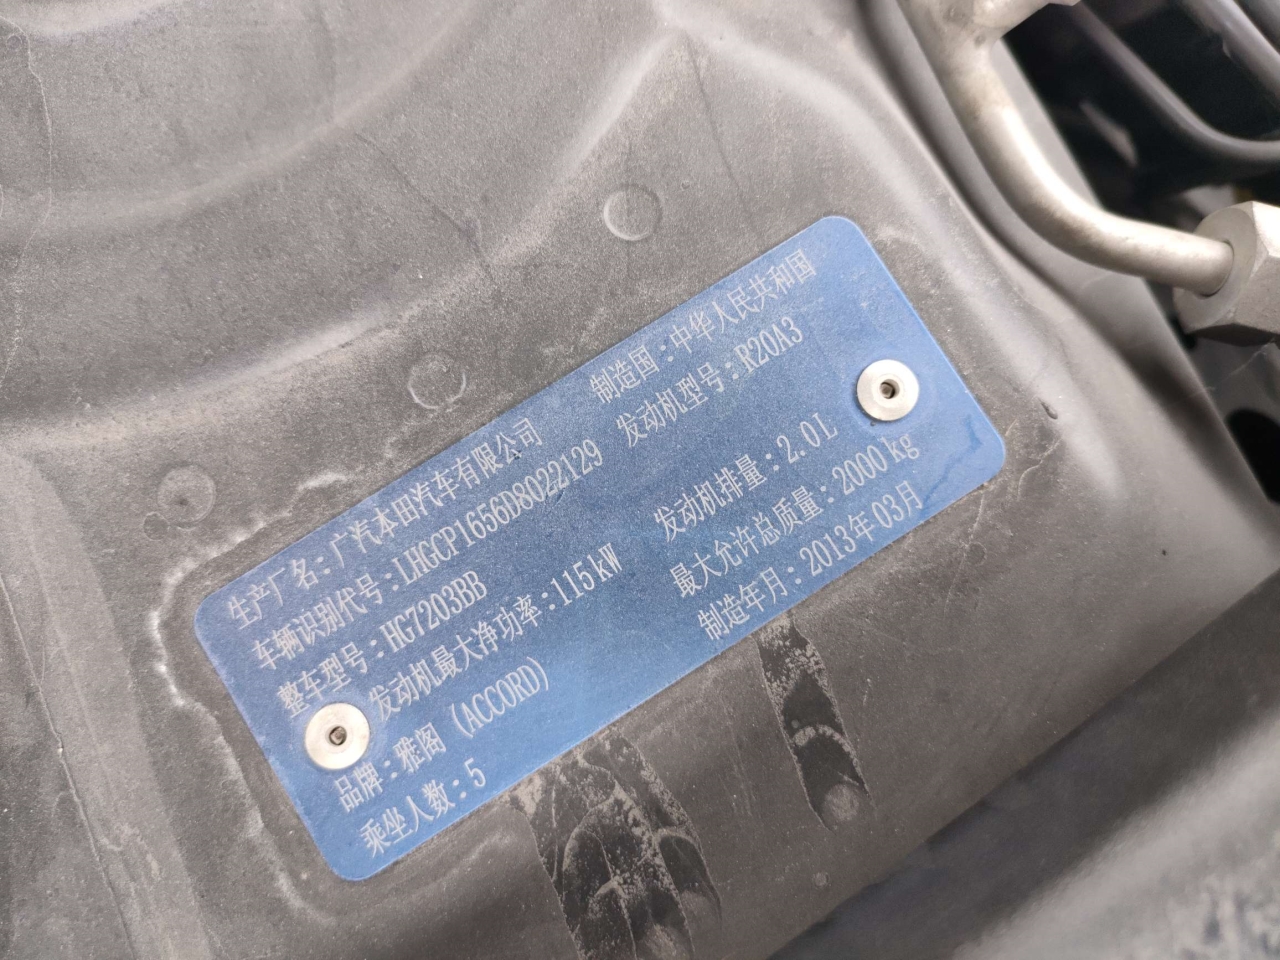 生产厂名：广汽本田汽车有限公司 制造国：中华人民共和国
车辆识别代号：LHGCP1656D8022129 发动机型号：R20A3
整车型号：HG7203BB
发动机最大净功率：115kW 发动机排量：2.0L
最大允许总质量：2000kg
品牌：雅阁（ACCORD） 制造年月：2013年03月
乘坐人数：5